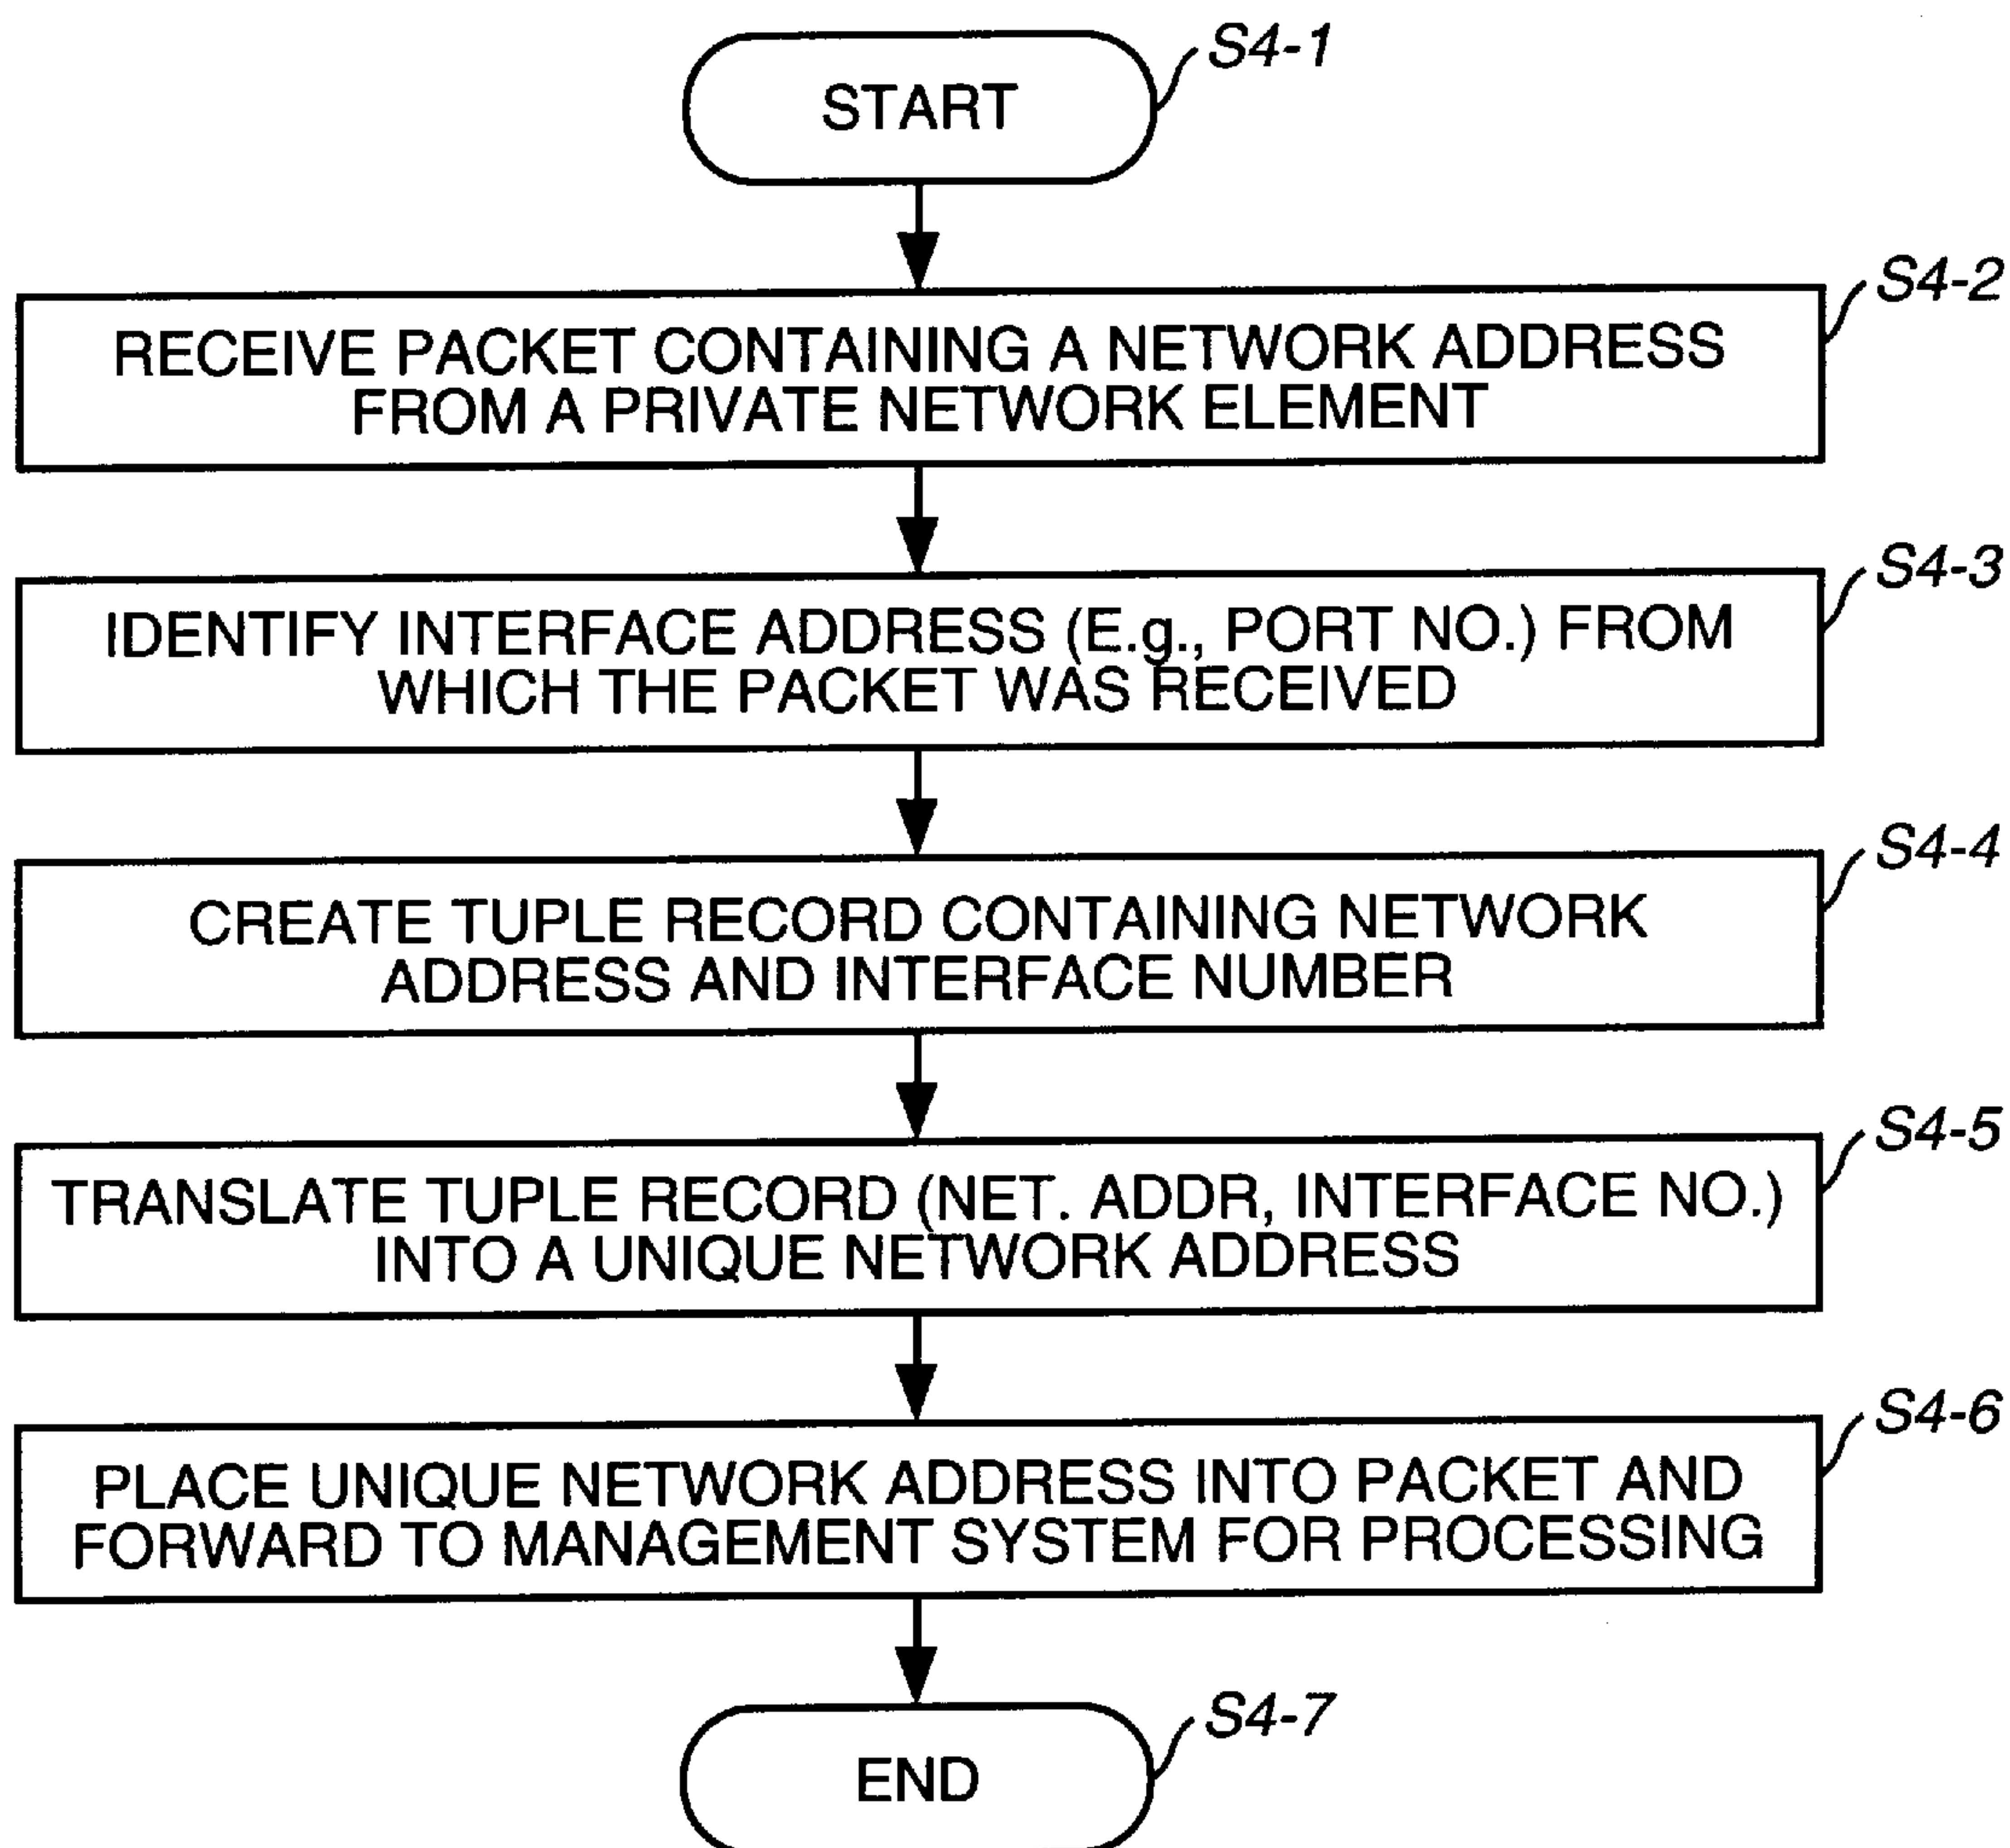 START
S4-1
S4-2
RECEIVE PACKET CONTAINING A NETWORK ADDRESS
FROM A PRIVATE NETWORK ELEMENT
S4-3
IDENTIFY INTERFACE ADDRESS (E.g., PORT NO.) FROM
WHICH THE PACKET WAS RECEIVED
S4-4
CREATE TUPLE RECORD CONTAINING NETWORK
ADDRESS AND INTERFACE NUMBER
S4-5
TRANSLATE TUPLE RECORD (NET. ADDR, INTERFACE NO.)
INTO A UNIQUE NETWORK ADDRESS
S4-6
PLACE UNIQUE NETWORK ADDRESS INTO PACKET AND
FORWARD TO MANAGEMENT SYSTEM FOR PROCESSING
S4-7
END